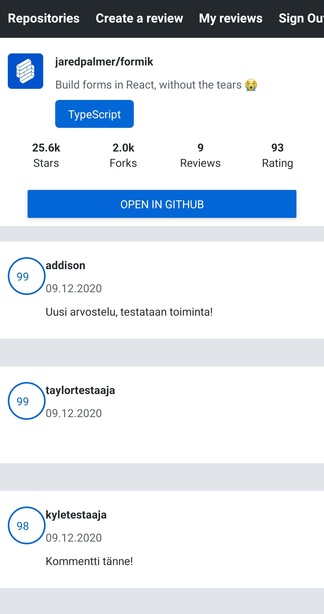 Repositories Create a review My reviews Sign Ou
jaredpalmer/formik
Build forms in React, without the tears 😭
TypeScript
25.6k 2.0k 9 93
Stars Forks Reviews Rating
OPEN IN GITHUB
addison
99
09.12.2020
Uusi arvostelu, testataan toiminta!
taylortestaaja
99
09.12.2020
kyletestaaja
98
09.12.2020
Kommentti tänne!